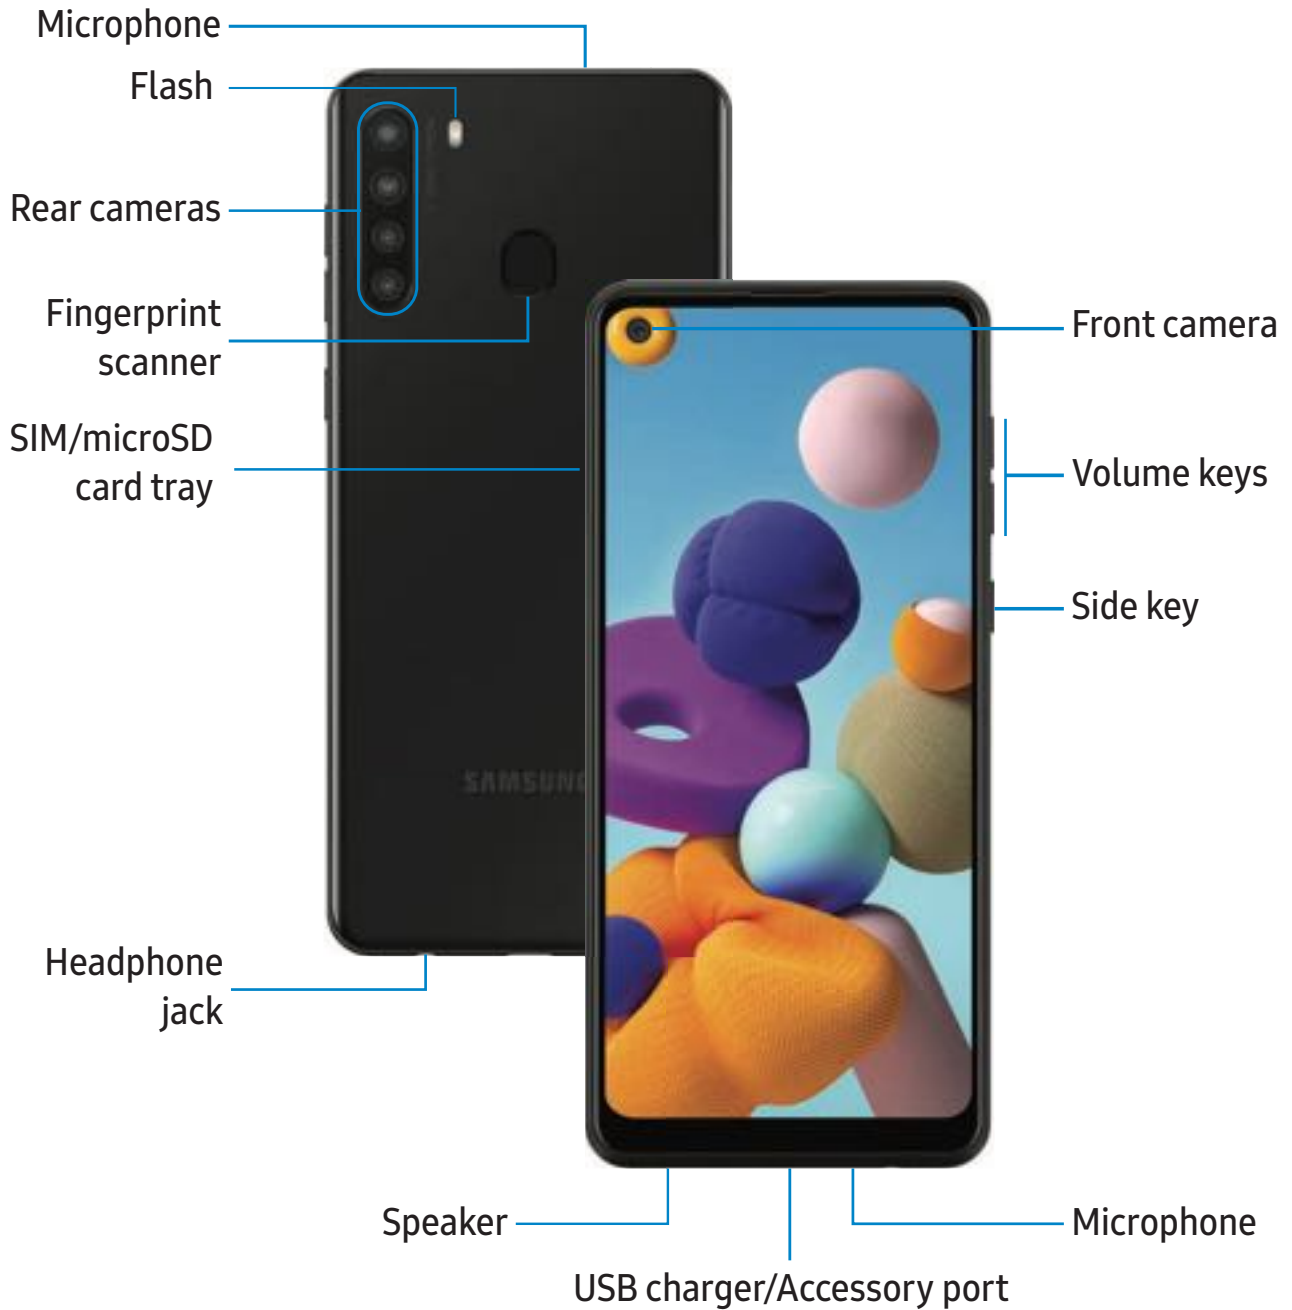 Microphone
Flash
Rear cameras
Fingerprint
scanner
SIM/microSD
card tray
Headphone
jack
SAMSUNG
Front camera
Volume keys
Side key
Speaker
USB charger/Accessory port
Microphone